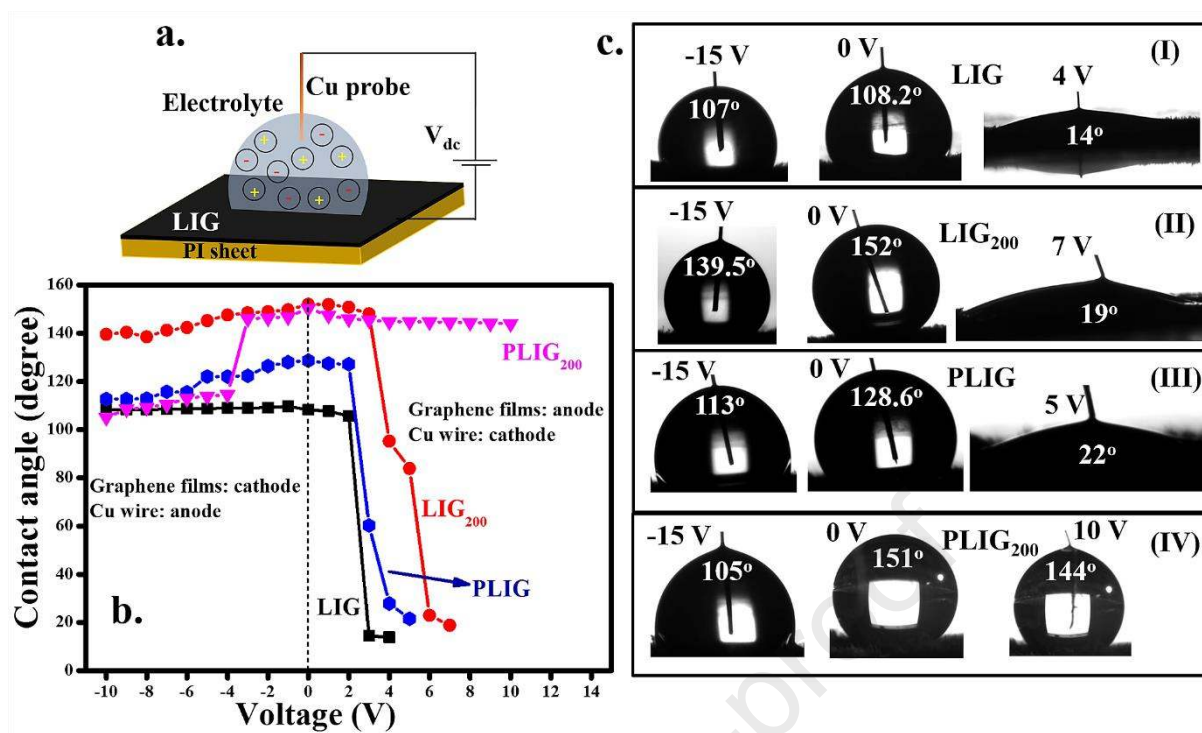 a.
Cu probe
Electrolyte
V_dc
LIG
PI sheet
+ - + - + - + - + + -
Contact angle (degree)
160
140
120
100
80
60
40
20
0
PLIG₂₀₀
Graphene films: anode
Cu wire: cathode
Graphene films: cathode
Cu wire: anode
LIG₂₀₀
PLIG
LIG
b.
-10 -8 -6 -4 -2 0 2 4 6 8 10 12 14
Voltage (V)
c.
-15 V 0 V LIG 4 V (I)
107° 108.2° 14°
-15 V 0 V LIG₂₀₀ 7 V (II)
139.5° 152° 19°
-15 V 0 V PLIG 5 V (III)
113° 128.6° 22°
-15 V 0 V PLIG₂₀₀ 10 V (IV)
105° 151° 144°
proof